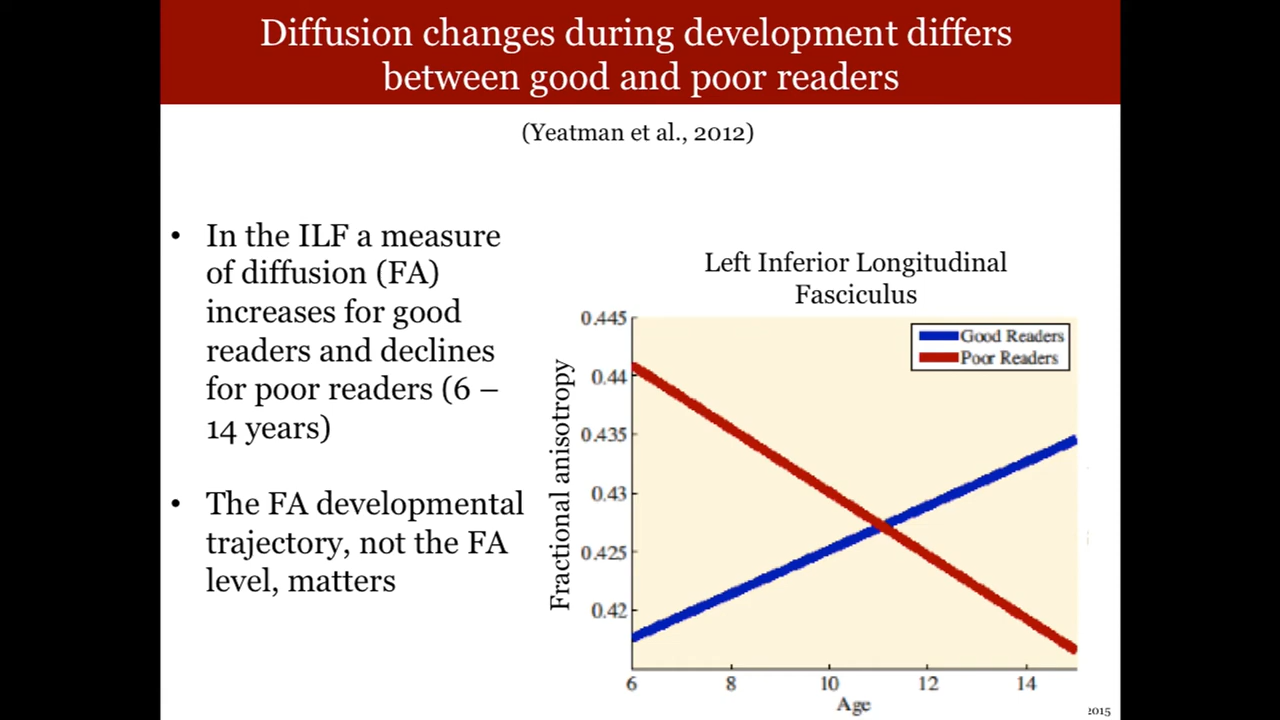 Diffusion changes during development differs
between good and poor readers
(Yeatman et al., 2012)
• In the ILF a measure
of diffusion (FA)
increases for good
readers and declines
for poor readers (6 –
14 years)
• The FA developmental
trajectory, not the FA
level, matters
Left Inferior Longitudinal
Fasciculus
Good Readers
Poor Readers
Fractional anisotropy
0.445
0.44
0.435
0.43
0.425
0.42
6 8 10 12 14
Age
2015